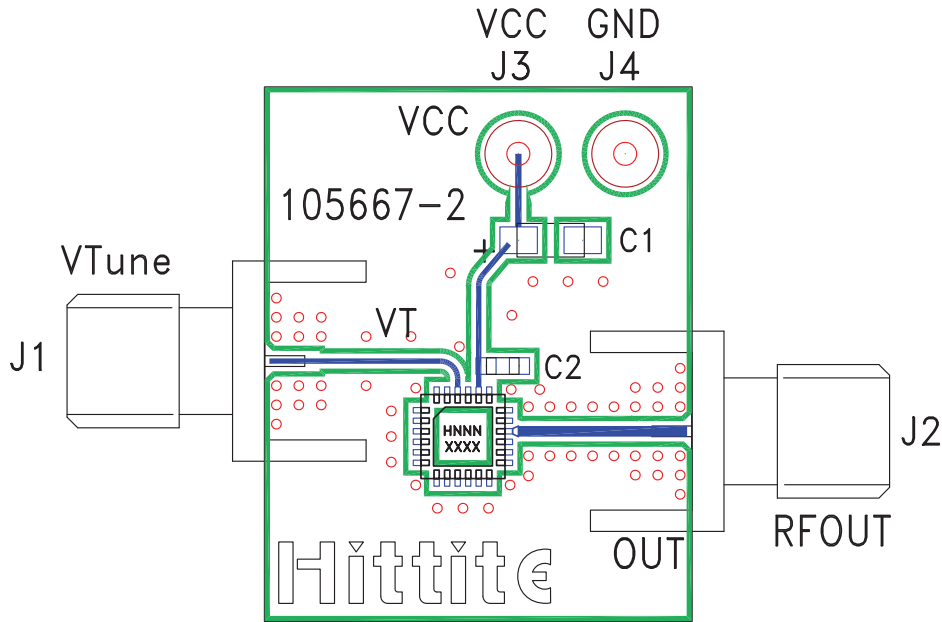 VCC GND
J3 J4
VCC
105667-2
+
C1
VTune
VT
J1
C2
HNNN
XXXX
J2
RFOUT
OUT
Hittite